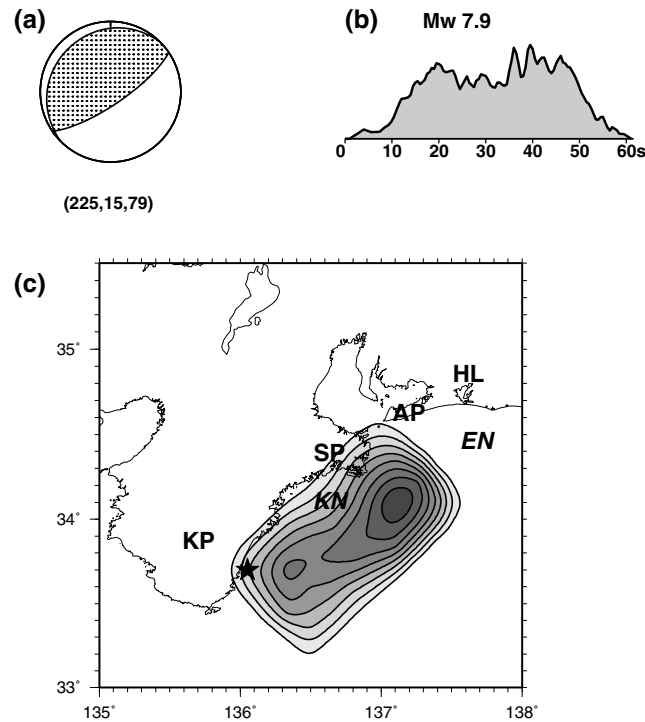 (a)
(225,15,79)
(b) Mw 7.9
0 10 20 30 40 50 60s
(c)
35°
34°
33°
135° 136° 137° 138°
HL
AP
EN
SP
KN
KP